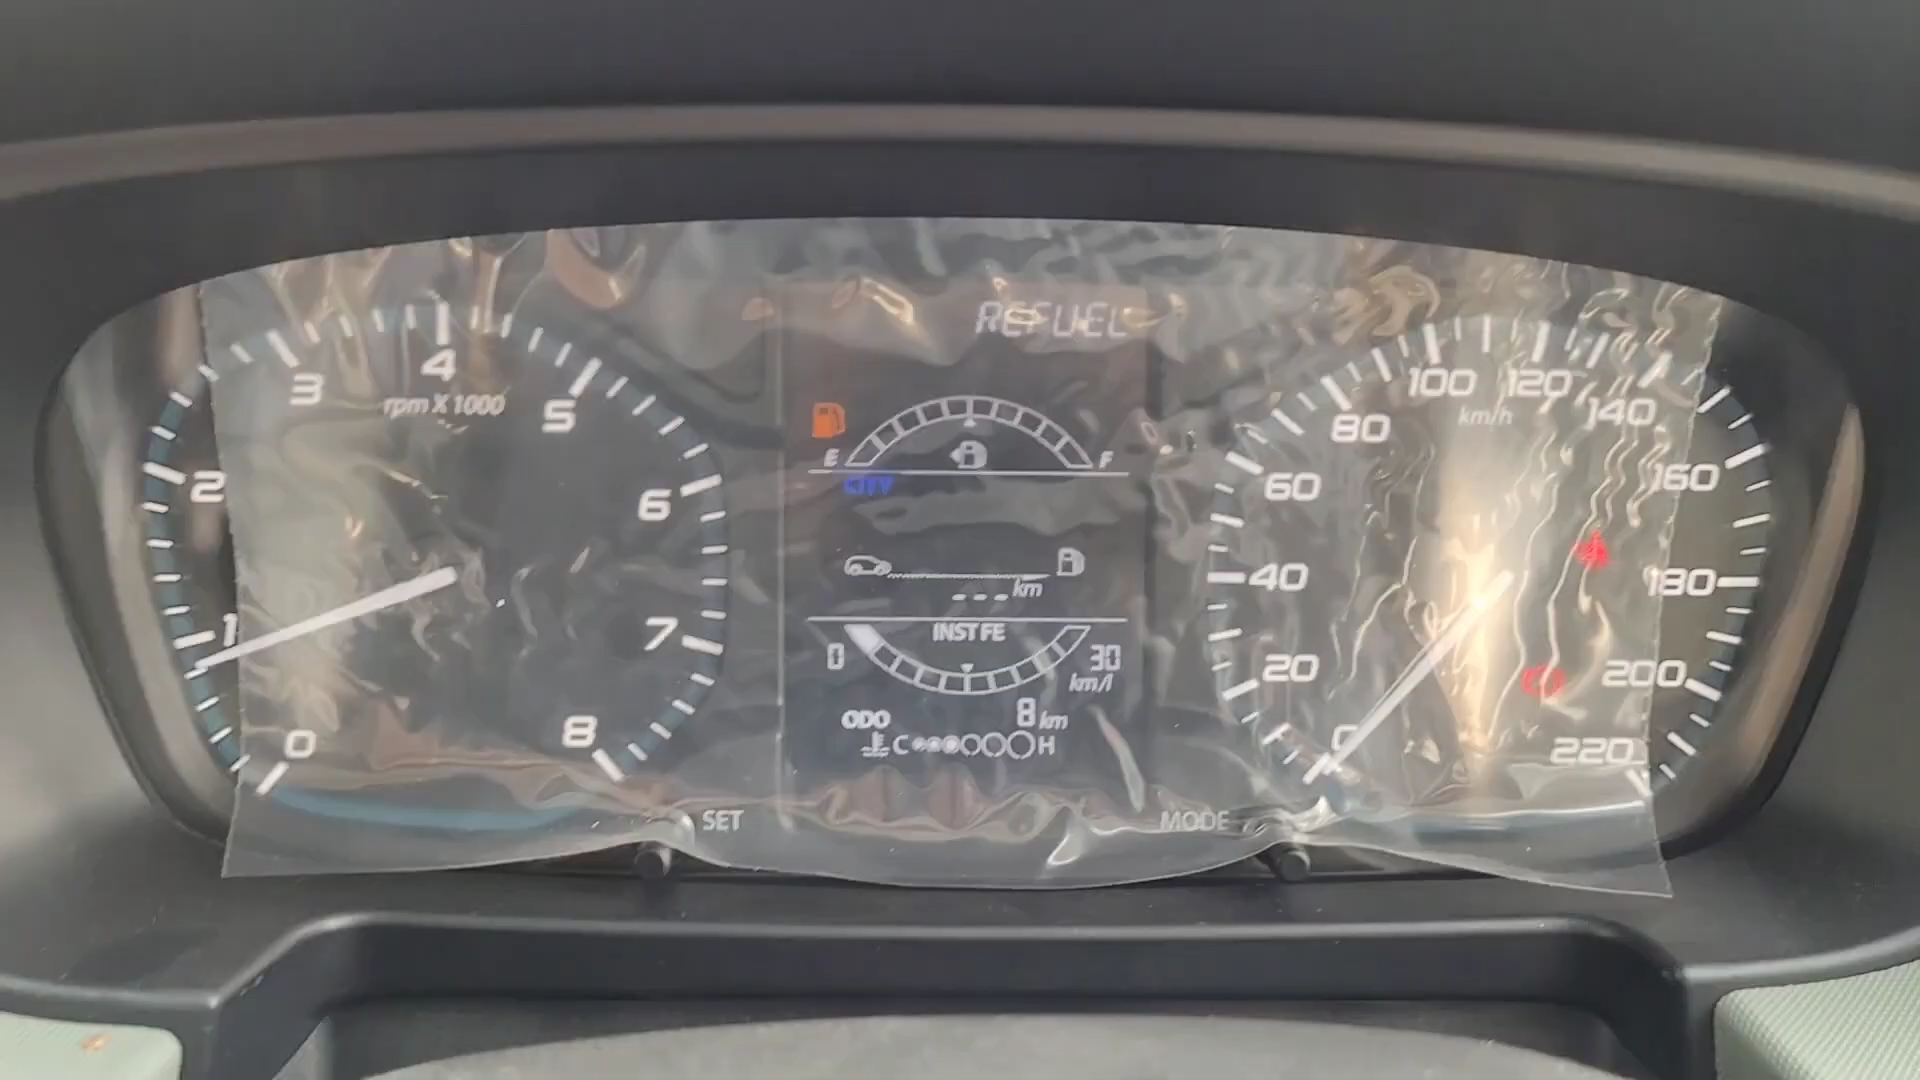 REFUEL
3 4 5
rpm X 1000
2 6
1 7
0 8
E F
CITY
--- km
INST FE
0 30
km/l
ODO 8 km
C H
80 100 120 140
km/h
60 160
40 180
20 200
0 220
SET MODE